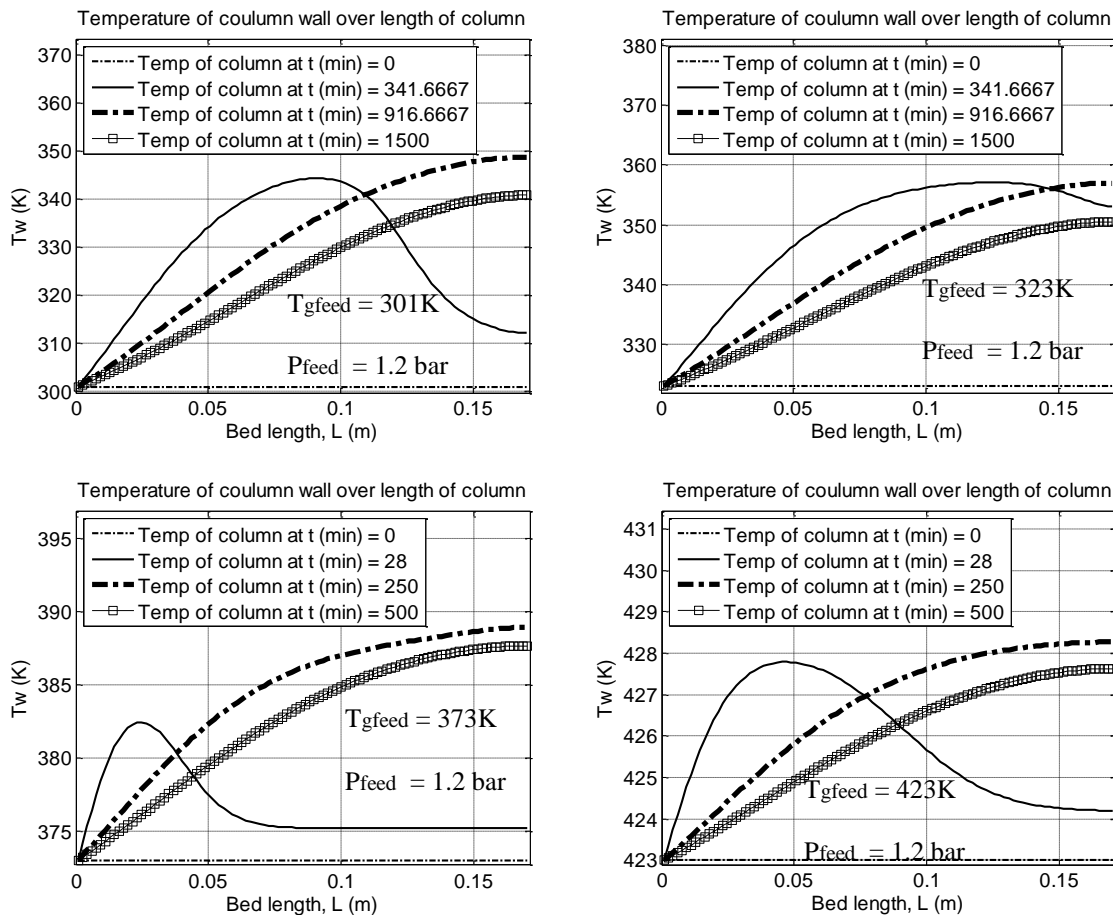 Temperature of coulumn wall over length of column
Temp of column at t (min) = 0
Temp of column at t (min) = 341.6667
Temp of column at t (min) = 916.6667
Temp of column at t (min) = 1500
370
360
350
340
330
320
310
300
Tw (K)
Tgfeed = 301K
Pfeed = 1.2 bar
0 0.05 0.1 0.15
Bed length, L (m)
Temperature of coulumn wall over length of column
Temp of column at t (min) = 0
Temp of column at t (min) = 341.6667
Temp of column at t (min) = 916.6667
Temp of column at t (min) = 1500
380
370
360
350
340
330
Tw (K)
Tgfeed = 323K
Pfeed = 1.2 bar
0 0.05 0.1 0.15
Bed length, L (m)
Temperature of coulumn wall over length of column
Temp of column at t (min) = 0
Temp of column at t (min) = 28
Temp of column at t (min) = 250
Temp of column at t (min) = 500
395
390
385
380
375
Tw (K)
Tgfeed = 373K
Pfeed = 1.2 bar
0 0.05 0.1 0.15
Bed length, L (m)
Temperature of coulumn wall over length of column
Temp of column at t (min) = 0
Temp of column at t (min) = 28
Temp of column at t (min) = 250
Temp of column at t (min) = 500
431
430
429
428
427
426
425
424
423
Tw (K)
Tgfeed = 423K
Pfeed = 1.2 bar
0 0.05 0.1 0.15
Bed length, L (m)